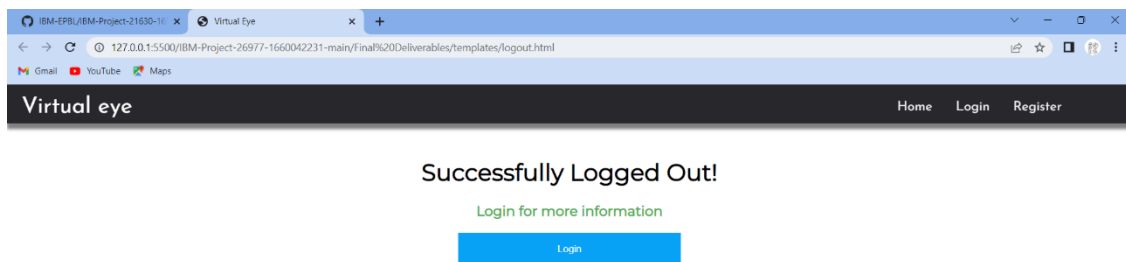 IBM-EPBL/IBM-Project-21630-16 Virtual Eye
127.0.0.1:5500/IBM-Project-26977-1660042231-main/Final%20Deliverables/templates/logout.html
Gmail YouTube Maps
Virtual eye Home Login Register
Successfully Logged Out!
Login for more information
Login